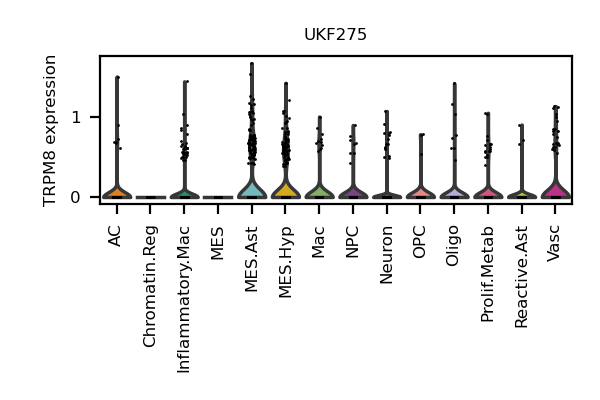 UKF275
TRPM8 expression
1
0
AC
Chromatin.Reg
Inflammatory.Mac
MES
MES.Ast
MES.Hyp
Mac
NPC
Neuron
OPC
Oligo
Prolif.Metab
Reactive.Ast
Vasc